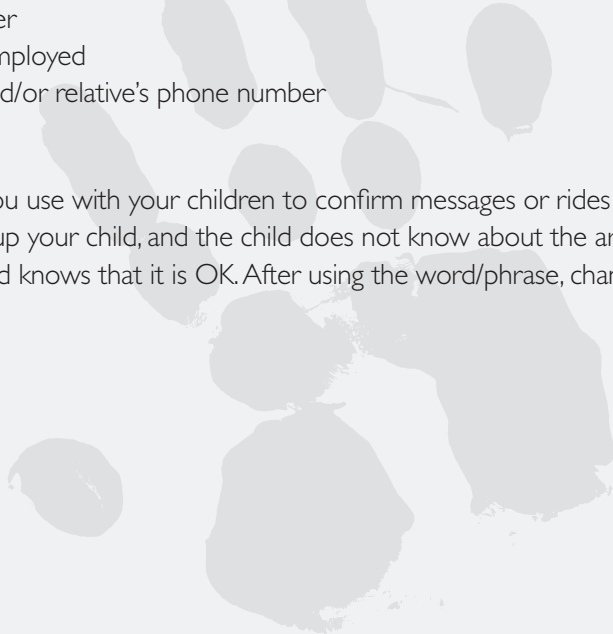 er
mployed
d/or relative's phone number
ou use with your children to confirm messages or rides
up your child, and the child does not know about the ar
d knows that it is OK. After using the word/phrase, chan